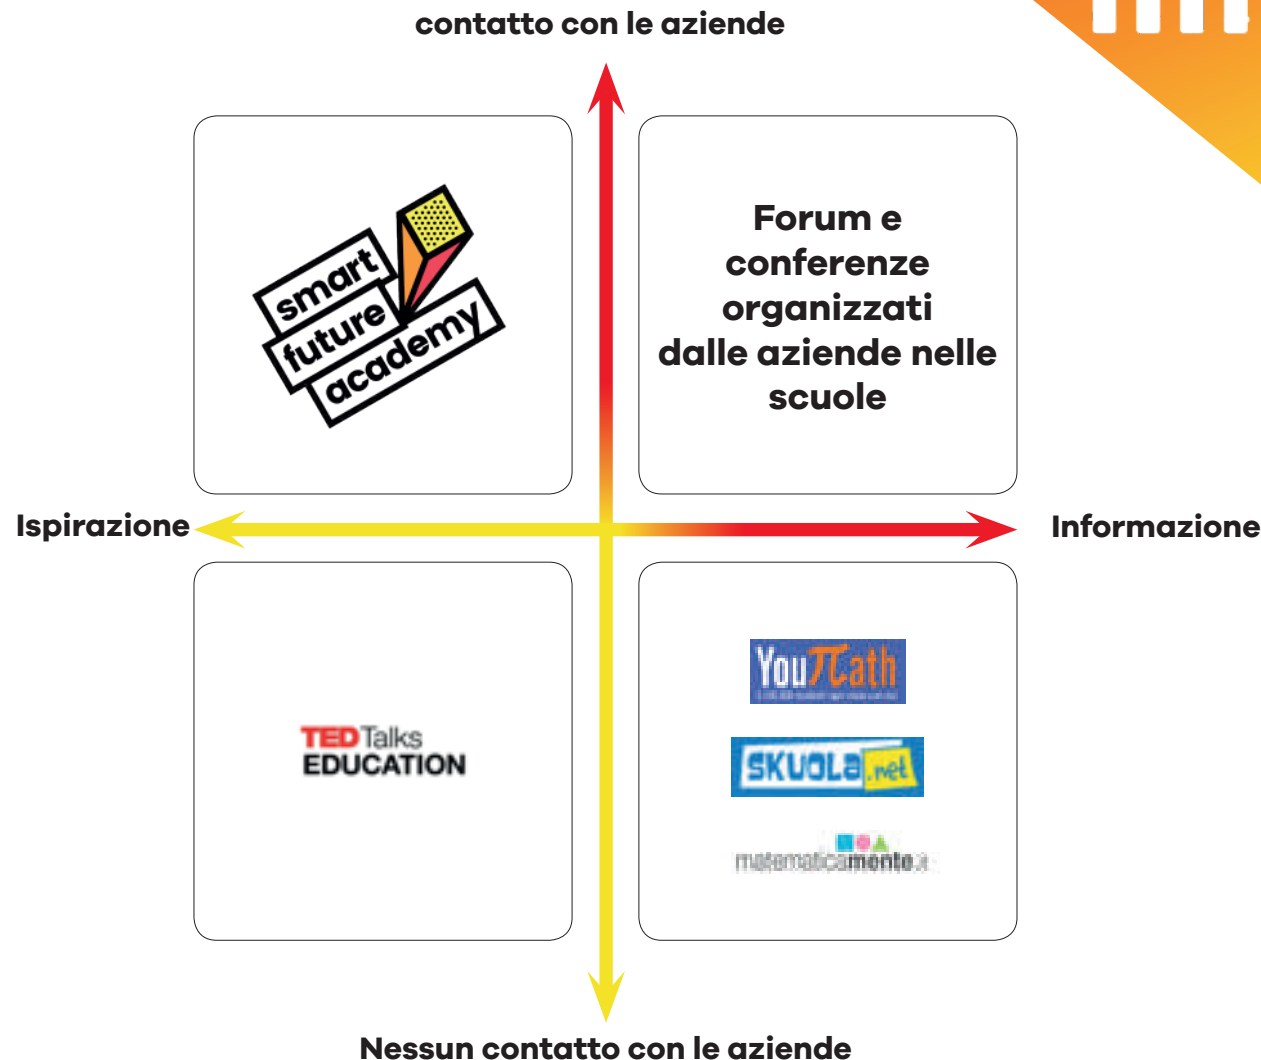 contatto con le aziende
smart
future
academy
Forum e
conferenze
organizzati
dalle aziende nelle
scuole
Ispirazione
Informazione
TED Talks
EDUCATION
Youπath
SKUOLa.net
matematicamente.it
Nessun contatto con le aziende